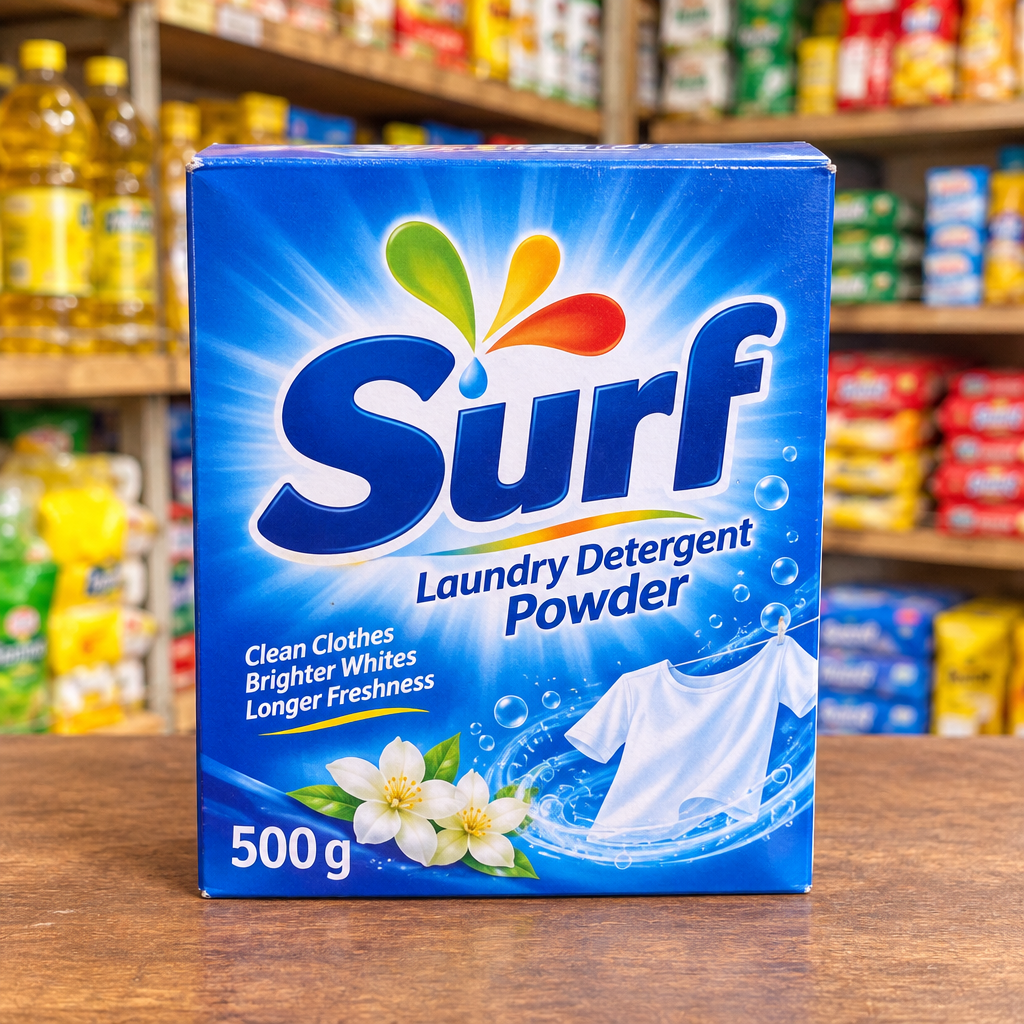 Surf
Laundry Detergent
Powder
Clean Clothes
Brighter Whites
Longer Freshness
500 g